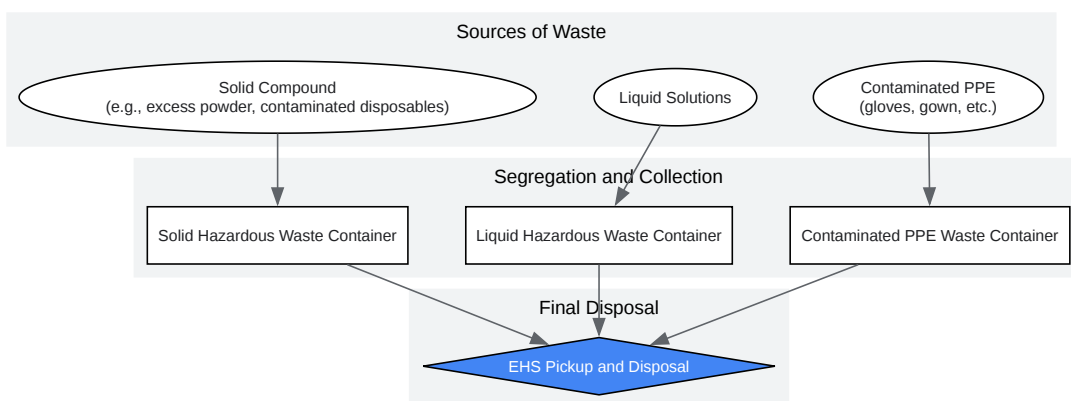 Sources of Waste
Solid Compound
(e.g., excess powder, contaminated disposables)
Liquid Solutions
Contaminated PPE
(gloves, gown, etc.)
Segregation and Collection
Solid Hazardous Waste Container
Liquid Hazardous Waste Container
Contaminated PPE Waste Container
Final Disposal
EHS Pickup and Disposal